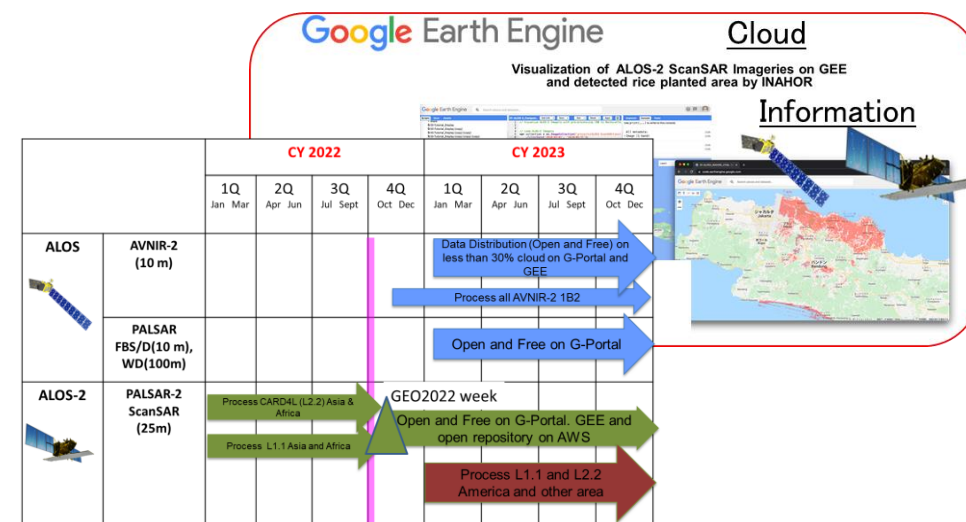 Google Earth Engine
Cloud
Visualization of ALOS-2 ScanSAR Imageries on GEE
and detected rice planted area by INAHOR
Information
Google Earth Engine
Google Earth Engine
CY 2022
CY 2023
1Q
Jan Mar
2Q
Apr Jun
3Q
Jul Sept
4Q
Oct Dec
1Q
Jan Mar
2Q
Apr Jun
3Q
Jul Sept
4Q
Oct Dec
ALOS
AVNIR-2
(10 m)
Data Distribution (Open and Free) on
less than 30% cloud on G-Portal and
GEE
Process all AVNIR-2 1B2
PALSAR
FBS/D(10 m),
WD(100m)
Open and Free on G-Portal
ALOS-2
PALSAR-2
ScanSAR
(25m)
Process CARD4L (L2.2) Asia &
Africa
Process L1.1 Asia and Africa
GEO2022 week
Open and Free on G-Portal. GEE and
open repository on AWS
Process L1.1 and L2.2
America and other area